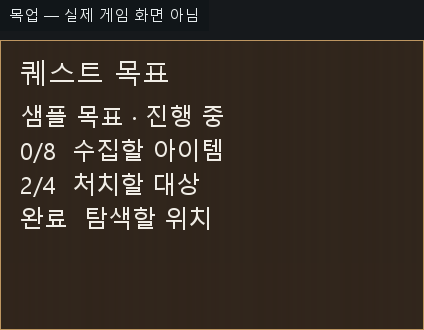 목업 — 실제 게임 화면 아님
퀘스트 목표
샘플 목표 · 진행 중
0/8 수집할 아이템
2/4 처치할 대상
완료 탐색할 위치